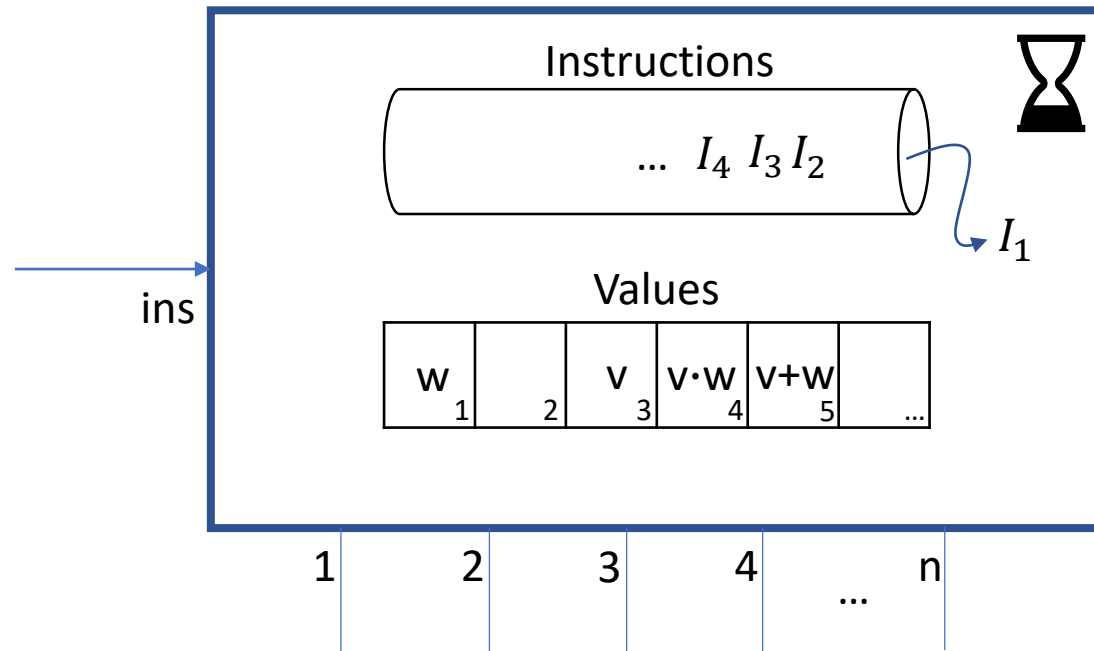 Instructions
... I₄ I₃ I₂
I₁
ins
Values
w 1 2 v 3 v·w 4 v+w 5 ...
1 2 3 4 ... n